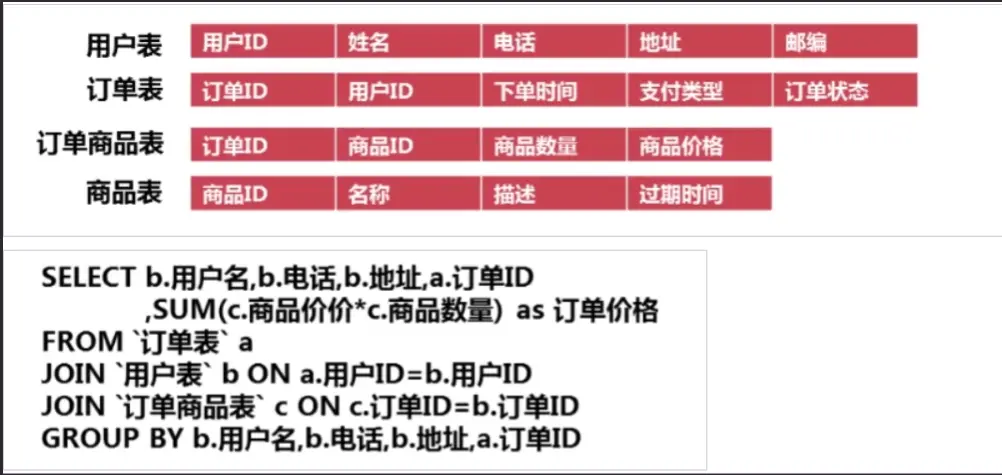 用户表 用户ID 姓名 电话 地址 邮编
订单表 订单ID 用户ID 下单时间 支付类型 订单状态
订单商品表 订单ID 商品ID 商品数量 商品价格
商品表 商品ID 名称 描述 过期时间
SELECT b.用户名,b.电话,b.地址,a.订单ID
,SUM(c.商品价价*c.商品数量) as 订单价格
FROM `订单表` a
JOIN `用户表` b ON a.用户ID=b.用户ID
JOIN `订单商品表` c ON c.订单ID=b.订单ID
GROUP BY b.用户名,b.电话,b.地址,a.订单ID